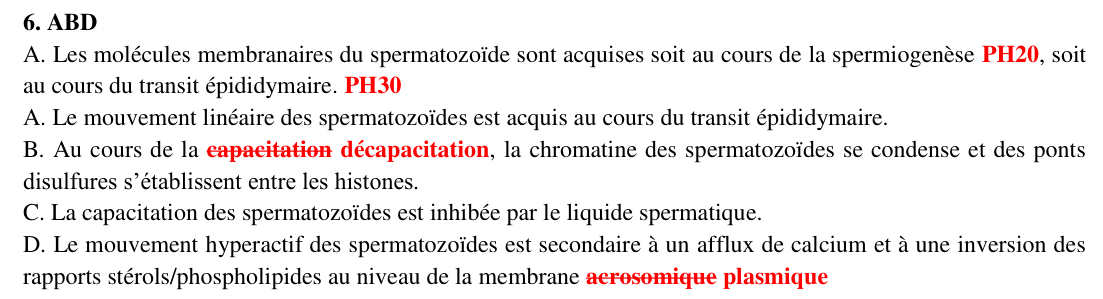 6. ABD
A. Les molécules membranaires du spermatozoïde sont acquises soit au cours de la spermiogenèse PH20, soit
au cours du transit épididymaire. PH30
A. Le mouvement linéaire des spermatozoïdes est acquis au cours du transit épididymaire.
B. Au cours de la capacitation décapacitation, la chromatine des spermatozoïdes se condense et des ponts
disulfures s’établissent entre les histones.
C. La capacitation des spermatozoïdes est inhibée par le liquide spermatique.
D. Le mouvement hyperactif des spermatozoïdes est secondaire à un afflux de calcium et à une inversion des
rapports stérols/phospholipides au niveau de la membrane acrosomique plasmique